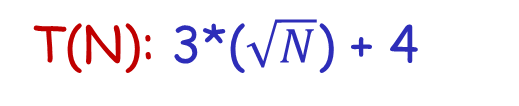 T(N): 3*(√N) + 4